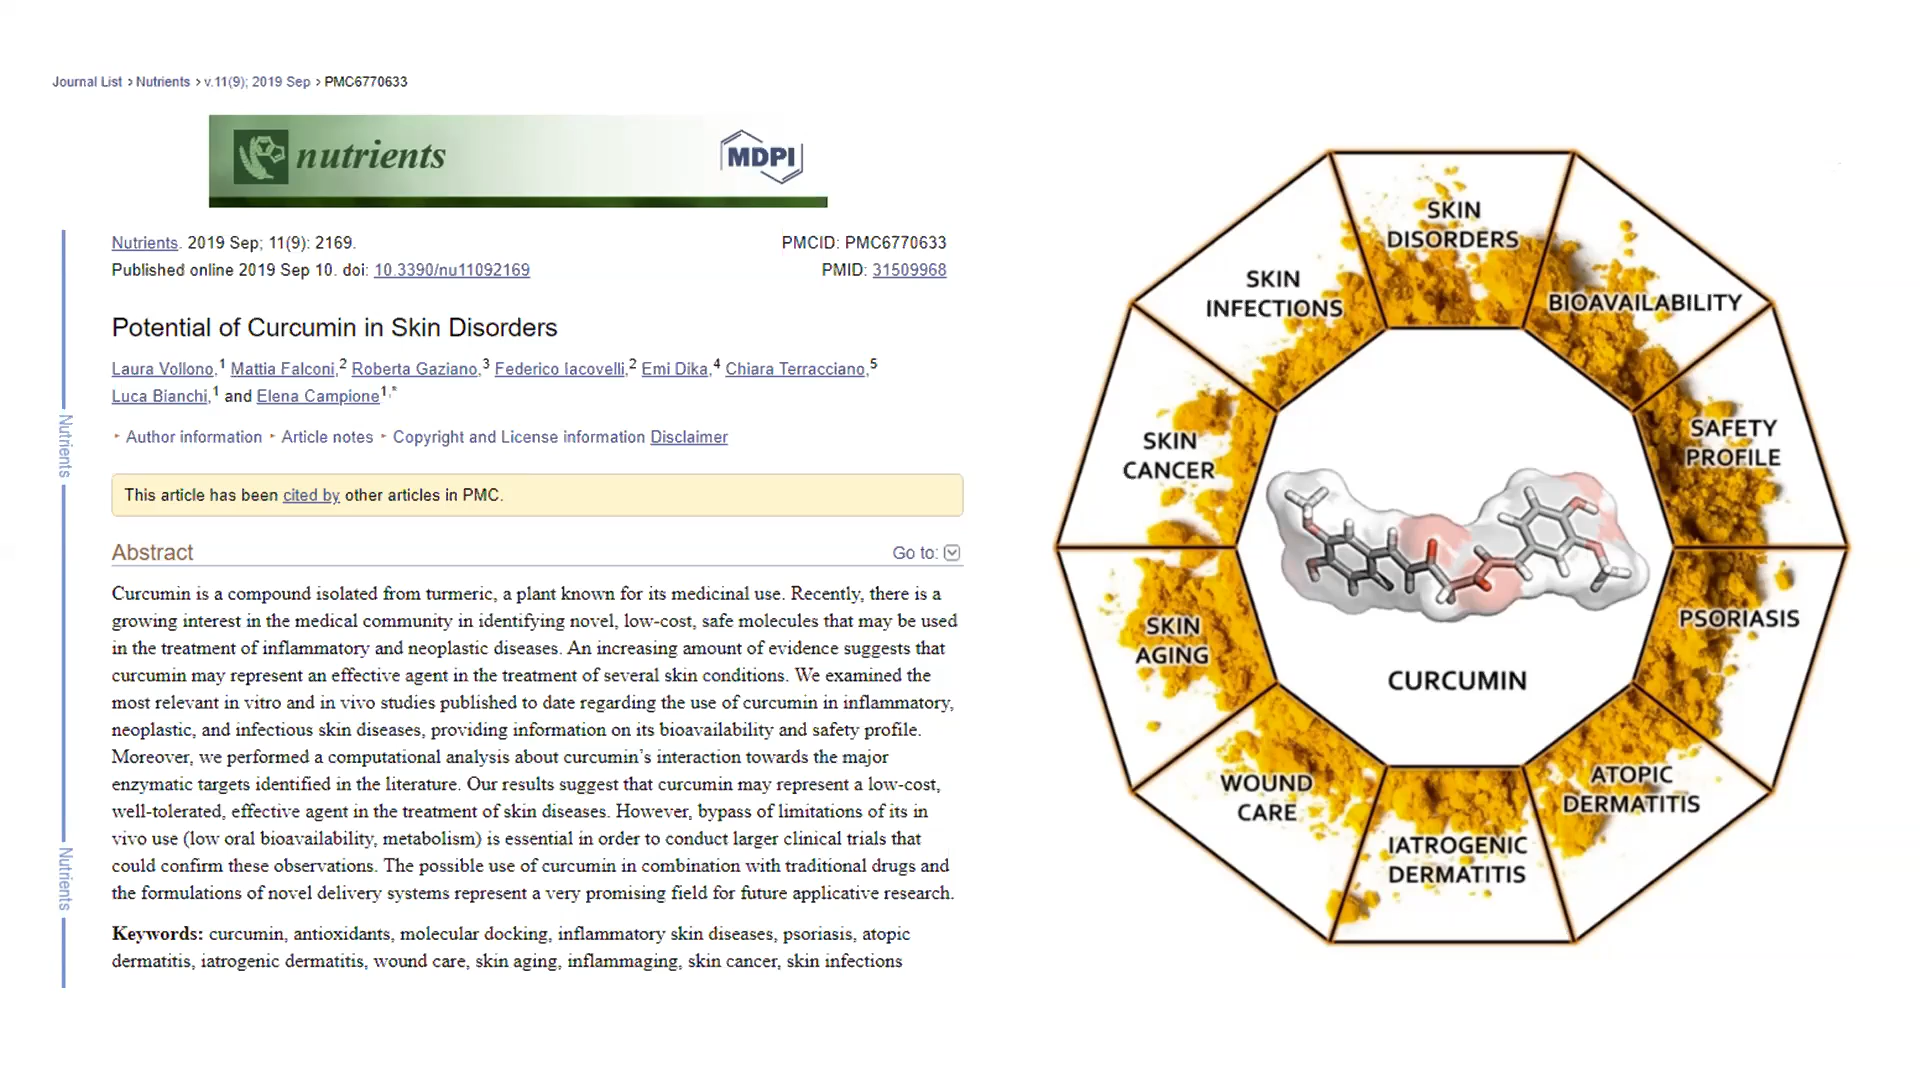 Journal List > Nutrients > v.11(9); 2019 Sep > PMC6770633
nutrients
MDPI
Nutrients. 2019 Sep; 11(9): 2169.
PMCID: PMC6770633
Published online 2019 Sep 10. doi: 10.3390/nu11092169
PMID: 31509968
Potential of Curcumin in Skin Disorders
Laura Vollono,1 Mattia Falconi,2 Roberta Gaziano,3 Federico Iacovelli,2 Emi Dika,4 Chiara Terracciano,5
Luca Bianchi,1 and Elena Campione1,*
▸ Author information ▸ Article notes ▸ Copyright and License information Disclaimer
This article has been cited by other articles in PMC.
Abstract
Go to:
Curcumin is a compound isolated from turmeric, a plant known for its medicinal use. Recently, there is a
growing interest in the medical community in identifying novel, low-cost, safe molecules that may be used
in the treatment of inflammatory and neoplastic diseases. An increasing amount of evidence suggests that
curcumin may represent an effective agent in the treatment of several skin conditions. We examined the
most relevant in vitro and in vivo studies published to date regarding the use of curcumin in inflammatory,
neoplastic, and infectious skin diseases, providing information on its bioavailability and safety profile.
Moreover, we performed a computational analysis about curcumin’s interaction towards the major
enzymatic targets identified in the literature. Our results suggest that curcumin may represent a low-cost,
well-tolerated, effective agent in the treatment of skin diseases. However, bypass of limitations of its in
vivo use (low oral bioavailability, metabolism) is essential in order to conduct larger clinical trials that
could confirm these observations. The possible use of curcumin in combination with traditional drugs and
the formulations of novel delivery systems represent a very promising field for future applicative research.
Keywords: curcumin, antioxidants, molecular docking, inflammatory skin diseases, psoriasis, atopic
dermatitis, iatrogenic dermatitis, wound care, skin aging, inflammaging, skin cancer, skin infections
Nutrients
Nutrients
SKIN
DISORDERS
BIOAVAILABILITY
SAFETY
PROFILE
PSORIASIS
ATOPIC
DERMATITIS
IATROGENIC
DERMATITIS
WOUND
CARE
SKIN
AGING
SKIN
CANCER
SKIN
INFECTIONS
CURCUMIN